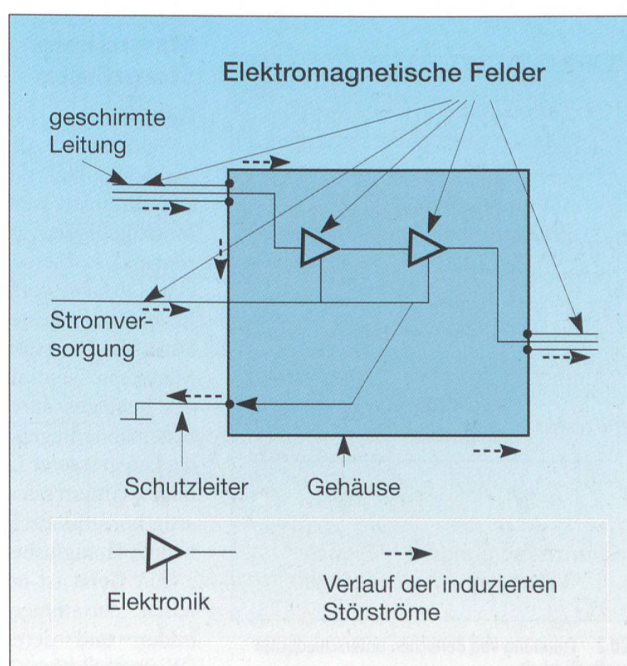 Elektromagnetische Felder
geschirmte
Leitung
Stromver-
sorgung
Schutzleiter
Gehäuse
Elektronik
Verlauf der induzierten
Störströme